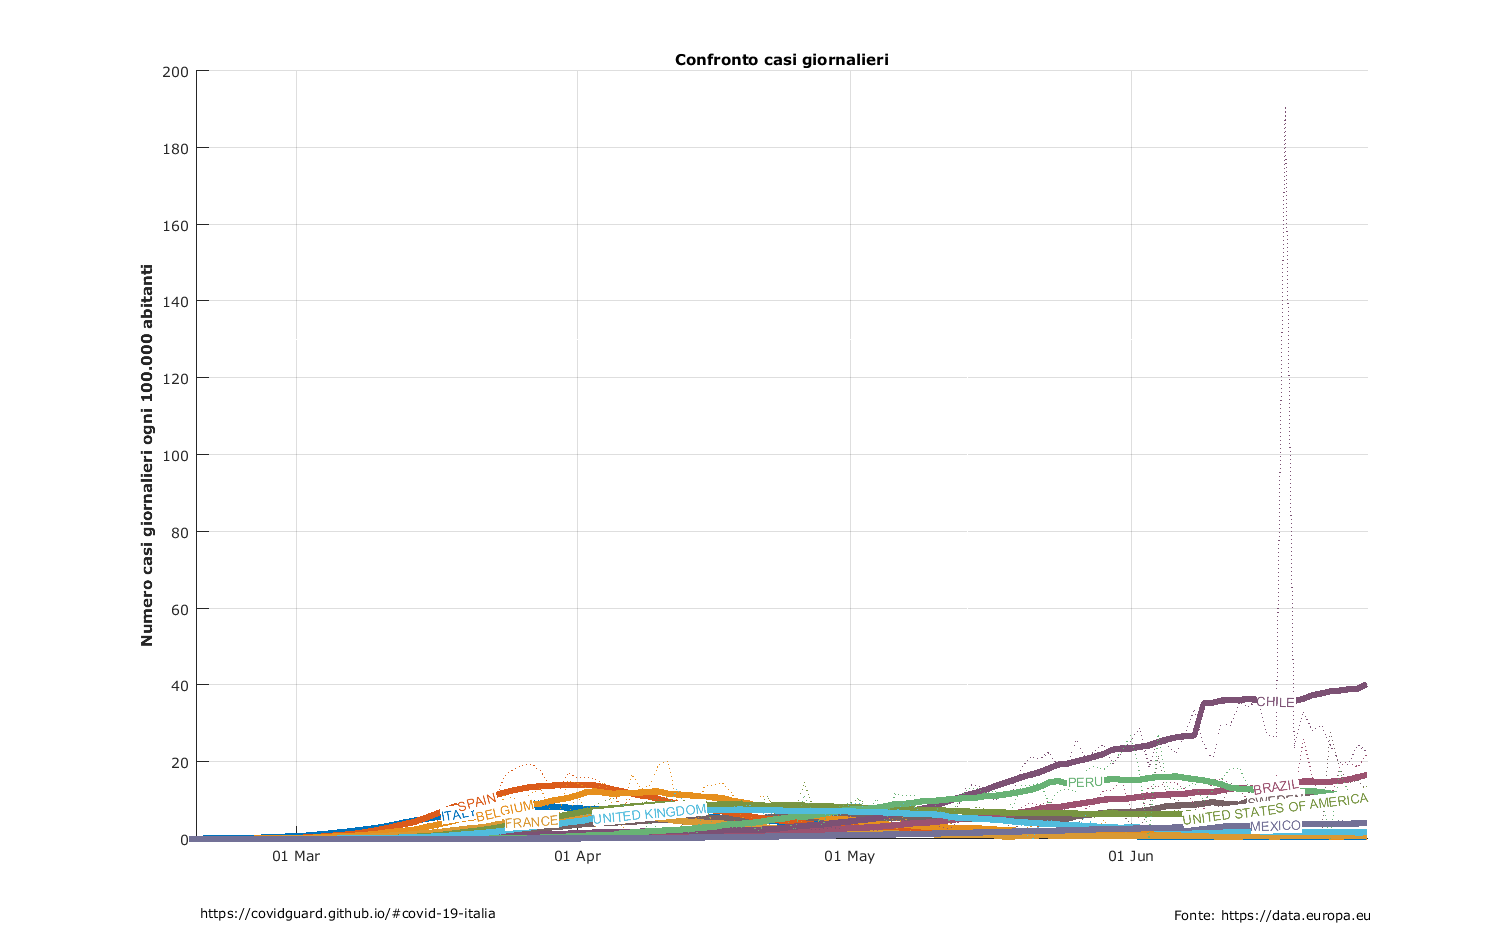 Confronto casi giornalieri
Numero casi giornalieri ogni 100.000 abitanti
200
180
160
140
120
100
80
60
40
20
0
CHILE
PERU
BRAZIL
SPAIN
BELGIUM
ITALY
FRANCE
UNITED KINGDOM
UNITED STATES OF AMERICA
MEXICO
01 Mar
01 Apr
01 May
01 Jun
https://covidguard.github.io/#covid-19-italia
Fonte: https://data.europa.eu